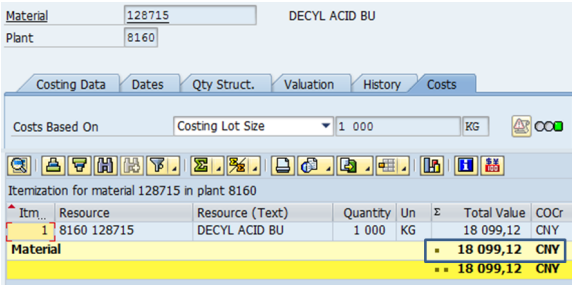 Material 128715 DECYL ACID BU
Plant 8160
Costing Data Dates Qty Struct. Valuation History Costs
Costs Based On Costing Lot Size 1 000 KG
Itemization for material 128715 in plant 8160
Itm... Resource Resource (Text) Quantity Un Σ Total Value COCr
1 8160 128715 DECYL ACID BU 1 000 KG 18 099,12 CNY
Material ▪ 18 099,12 CNY
▪▪ 18 099,12 CNY